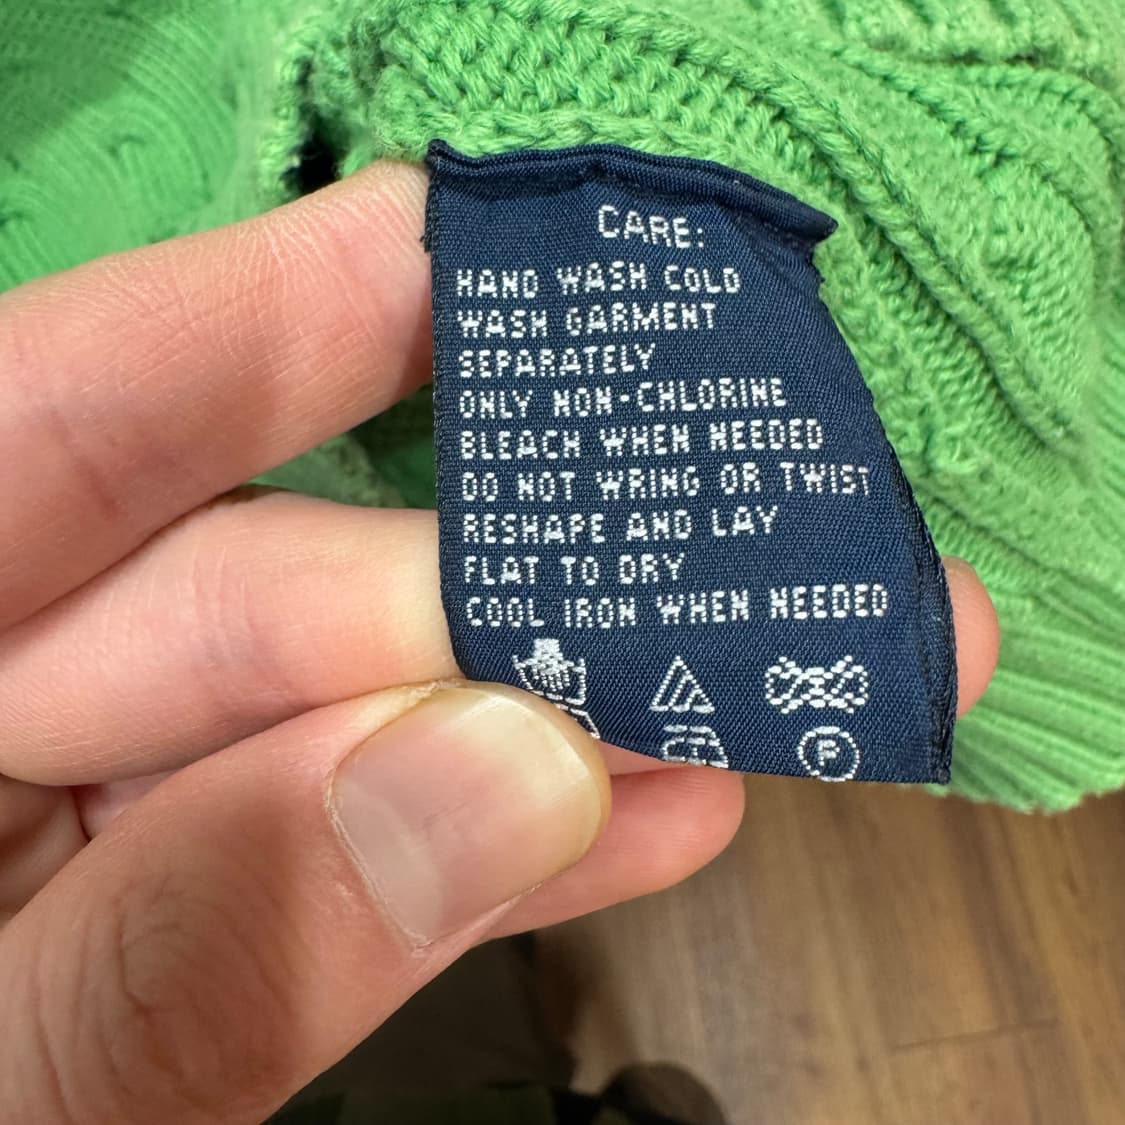 CARE:
HAND WASH COLD
WASH GARMENT
SEPARATELY
ONLY NON-CHLORINE
BLEACH WHEN NEEDED
DO NOT WRING OR TWIST
RESHAPE AND LAY
FLAT TO DRY
COOL IRON WHEN NEEDED
P